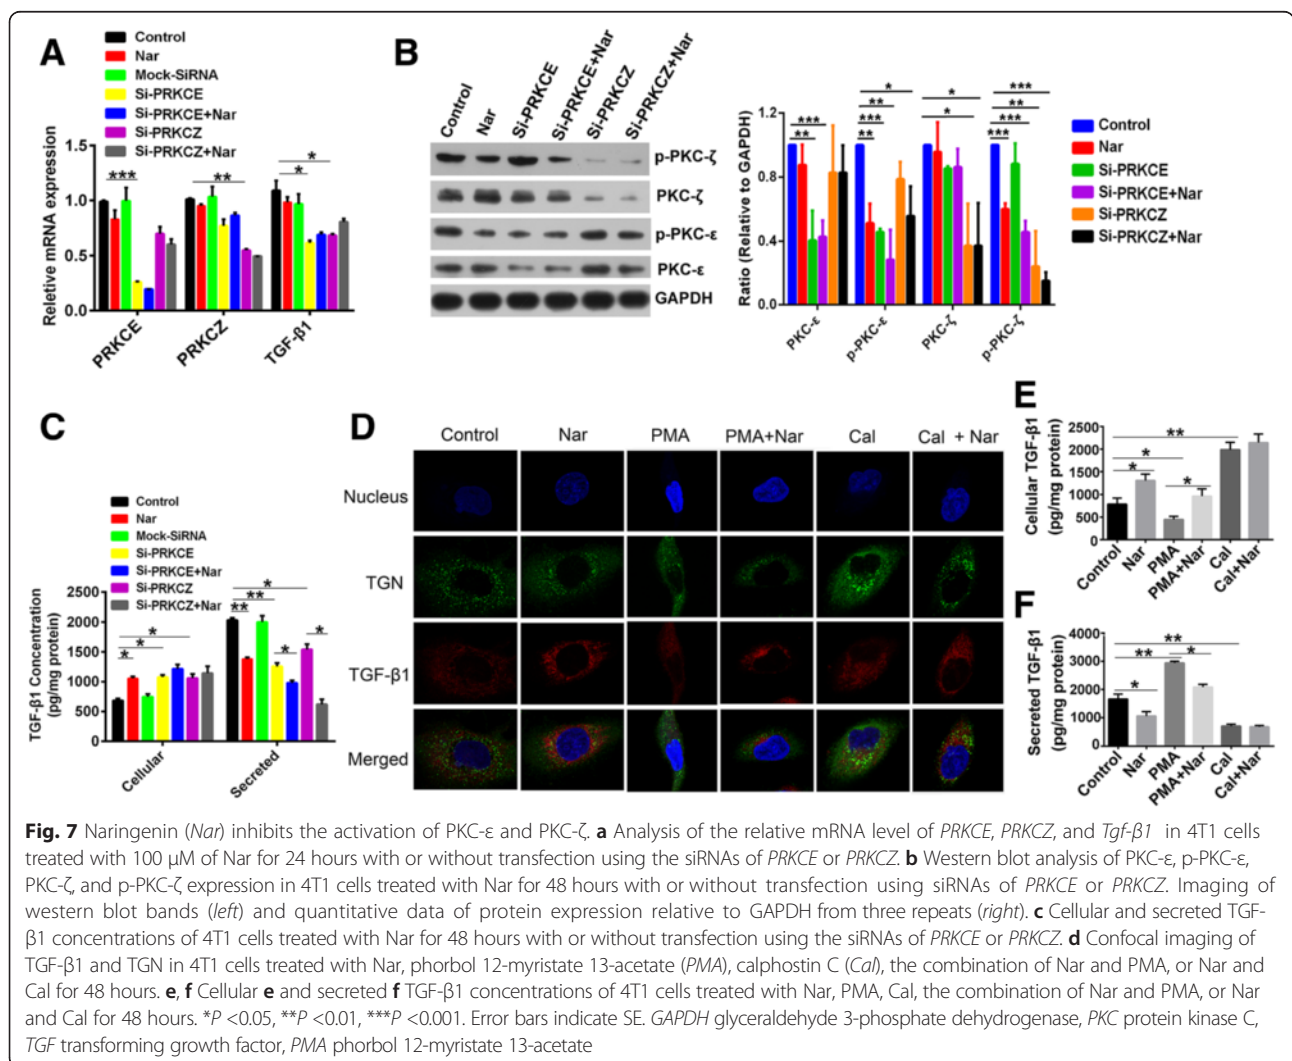 A
Control
Nar
Mock-SiRNA
Si-PRKCE
Si-PRKCE+Nar
Si-PRKCZ
Si-PRKCZ+Nar
Reletive mRNA expression
1.5
1.0
0.5
0.0
***
**
*
*
PRKCE
PRKCZ
TGF-β1
B
Control
Nar
Si-PRKCE
Si-PRKCE+Nar
Si-PRKCZ
Si-PRKCZ+Nar
p-PKC-ζ
PKC-ζ
p-PKC-ε
PKC-ε
GAPDH
Ratio (Relative to GAPDH)
1.2
0.8
0.4
0.0
***
**
*
**
***
**
*
*
***
**
***
***
PKC-ε
p-PKC-ε
PKC-ζ
p-PKC-ζ
Control
Nar
Si-PRKCE
Si-PRKCE+Nar
Si-PRKCZ
Si-PRKCZ+Nar
C
Control
Nar
Mock-SiRNA
Si-PRKCE
Si-PRKCE+Nar
Si-PRKCZ
Si-PRKCZ+Nar
TGF-β1 Concentration
(pg/mg protein)
2500
2000
1500
1000
500
0
*
*
*
*
**
**
*
*
Cellular
Secreted
D
Control Nar PMA PMA+Nar Cal Cal + Nar
Nucleus
TGN
TGF-β1
Merged
E
Cellular TGF-β1
(pg/mg protein)
2500
2000
1500
1000
500
0
**
*
*
*
Control
Nar
PMA
PMA+Nar
Cal
Cal+Nar
F
Secreted TGF-β1
(pg/mg protein)
4000
3000
2000
1000
0
**
**
*
*
Control
Nar
PMA
PMA+Nar
Cal
Cal+Nar
Fig. 7 Naringenin (Nar) inhibits the activation of PKC-ε and PKC-ζ. a Analysis of the relative mRNA level of PRKCE, PRKCZ, and Tgf-β1 in 4T1 cells
treated with 100 μM of Nar for 24 hours with or without transfection using the siRNAs of PRKCE or PRKCZ. b Western blot analysis of PKC-ε, p-PKC-ε,
PKC-ζ, and p-PKC-ζ expression in 4T1 cells treated with Nar for 48 hours with or without transfection using siRNAs of PRKCE or PRKCZ. Imaging of
western blot bands (left) and quantitative data of protein expression relative to GAPDH from three repeats (right). c Cellular and secreted TGF-
β1 concentrations of 4T1 cells treated with Nar for 48 hours with or without transfection using the siRNAs of PRKCE or PRKCZ. d Confocal imaging of
TGF-β1 and TGN in 4T1 cells treated with Nar, phorbol 12-myristate 13-acetate (PMA), calphostin C (Cal), the combination of Nar and PMA, or Nar and
Cal for 48 hours. e, f Cellular e and secreted f TGF-β1 concentrations of 4T1 cells treated with Nar, PMA, Cal, the combination of Nar and PMA, or Nar
and Cal for 48 hours. *P <0.05, **P <0.01, ***P <0.001. Error bars indicate SE. GAPDH glyceraldehyde 3-phosphate dehydrogenase, PKC protein kinase C,
TGF transforming growth factor, PMA phorbol 12-myristate 13-acetate